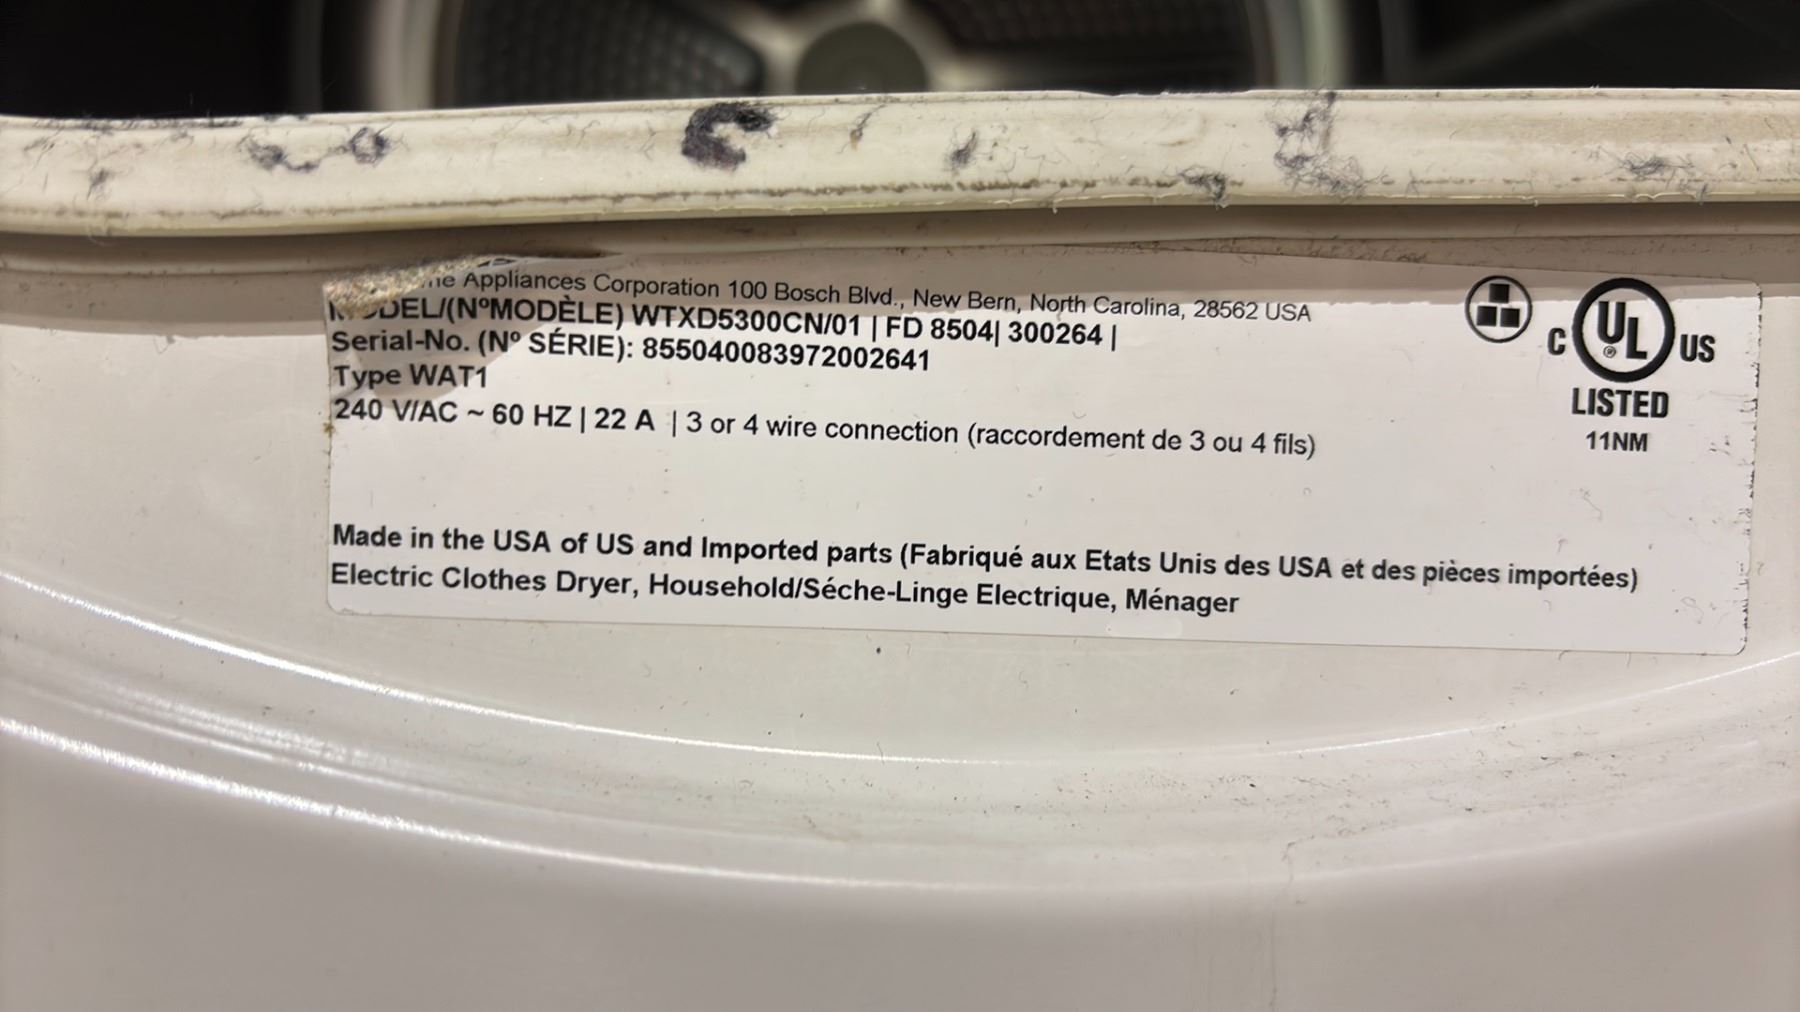 Appliances Corporation 100 Bosch Blvd., New Bern, North Carolina, 28562 USA
MODEL/(NºMODÈLE) WTXD5300CN/01 | FD 8504| 300264 |
Serial-No. (Nº SÉRIE): 855040083972002641
Type WAT1
240 V/AC ~ 60 HZ | 22 A | 3 or 4 wire connection (raccordement de 3 ou 4 fils)
Made in the USA of US and Imported parts (Fabriqué aux Etats Unis des USA et des pièces importées)
Electric Clothes Dryer, Household/Séche-Linge Electrique, Ménager
C UL ® US
LISTED
11NM